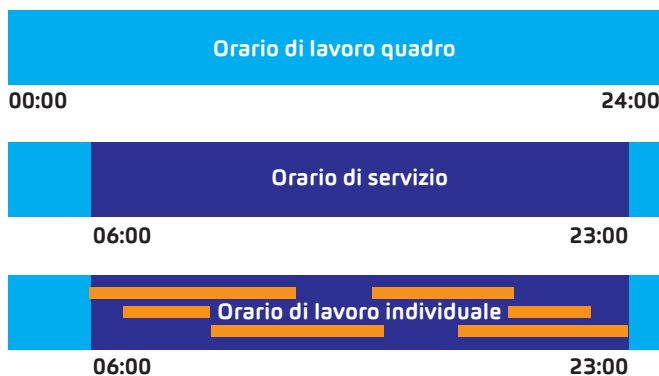 Orario di lavoro quadro
00:00 24:00
Orario di servizio
06:00 23:00
Orario di lavoro individuale
06:00 23:00